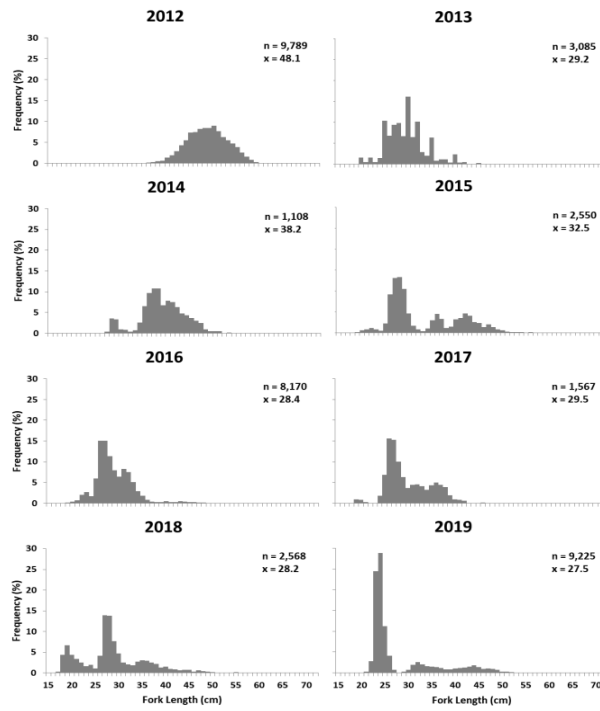 2012
2013
Frequency (%)
30
25
20
15
10
5
0
n = 9,789
x = 48.1
n = 3,085
x = 29.2
2014
2015
Frequency (%)
30
25
20
15
10
5
0
n = 1,108
x = 38.2
n = 2,550
x = 32.5
2016
2017
Frequency (%)
30
25
20
15
10
5
0
n = 8,170
x = 28.4
n = 1,567
x = 29.5
2018
2019
Frequency (%)
30
25
20
15
10
5
0
n = 2,568
x = 28.2
n = 9,225
x = 27.5
15 20 25 30 35 40 45 50 55 60 65 70
15 20 25 30 35 40 45 50 55 60 65 70
Fork Length (cm)
Fork Length (cm)